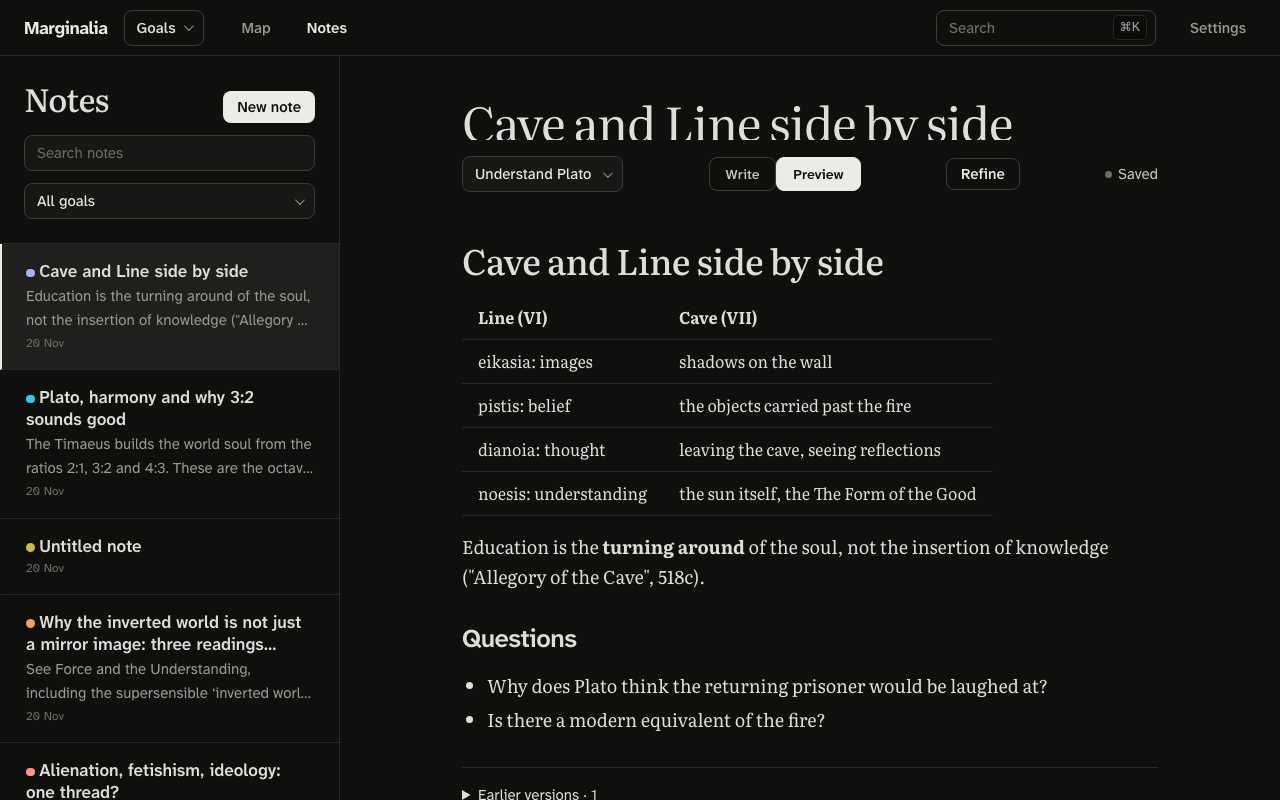 Marginalia Goals Map Notes Search ⌘K Settings
Notes
New note
Search notes
All goals
Cave and Line side by side
Education is the turning around of the soul,
not the insertion of knowledge ("Allegory ...
20 Nov
Plato, harmony and why 3:2
sounds good
The Timaeus builds the world soul from the
ratios 2:1, 3:2 and 4:3. These are the octav...
20 Nov
Untitled note
20 Nov
Why the inverted world is not just
a mirror image: three readings...
See Force and the Understanding,
including the supersensible ‘inverted worl...
20 Nov
Alienation, fetishism, ideology:
one thread?
Cave and Line side by side
Understand Plato Write Preview Refine Saved
Cave and Line side by side
Line (VI) Cave (VII)
eikasia: images shadows on the wall
pistis: belief the objects carried past the fire
dianoia: thought leaving the cave, seeing reflections
noesis: understanding the sun itself, the The Form of the Good
Education is the turning around of the soul, not the insertion of knowledge
("Allegory of the Cave", 518c).
Questions
Why does Plato think the returning prisoner would be laughed at?
Is there a modern equivalent of the fire?
Earlier versions · 1